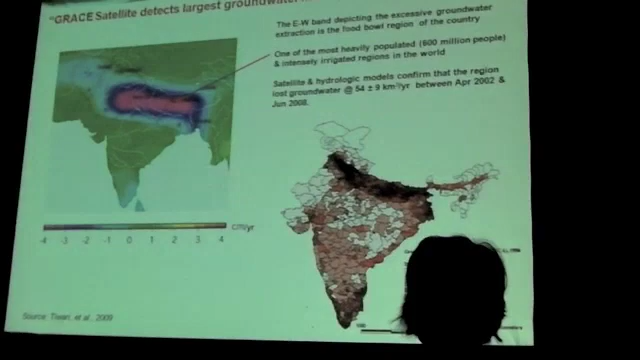 "GRACE Satellite detects largest groundwater
The E-W band depicting the excessive groundwater
extraction is the food bowl region of the country
One of the most heavily populated (600 million people)
& intensely irrigated regions in the world
Satellite & hydrologic models confirm that the region
lost groundwater @ 54 ± 9 km³/yr between Apr 2002 &
Jun 2008.
-4 -3 -2 -1 0 1 2 3 4 cm/yr
Source: Tiwari, et al., 2009